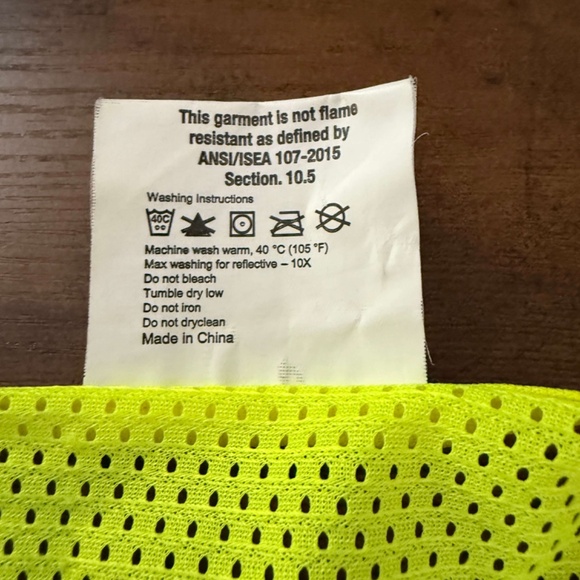 This garment is not flame
resistant as defined by
ANSI/ISEA 107-2015
Section. 10.5
Washing Instructions
40C
Machine wash warm, 40 °C (105 °F)
Max washing for reflective – 10X
Do not bleach
Tumble dry low
Do not iron
Do not dryclean
Made in China